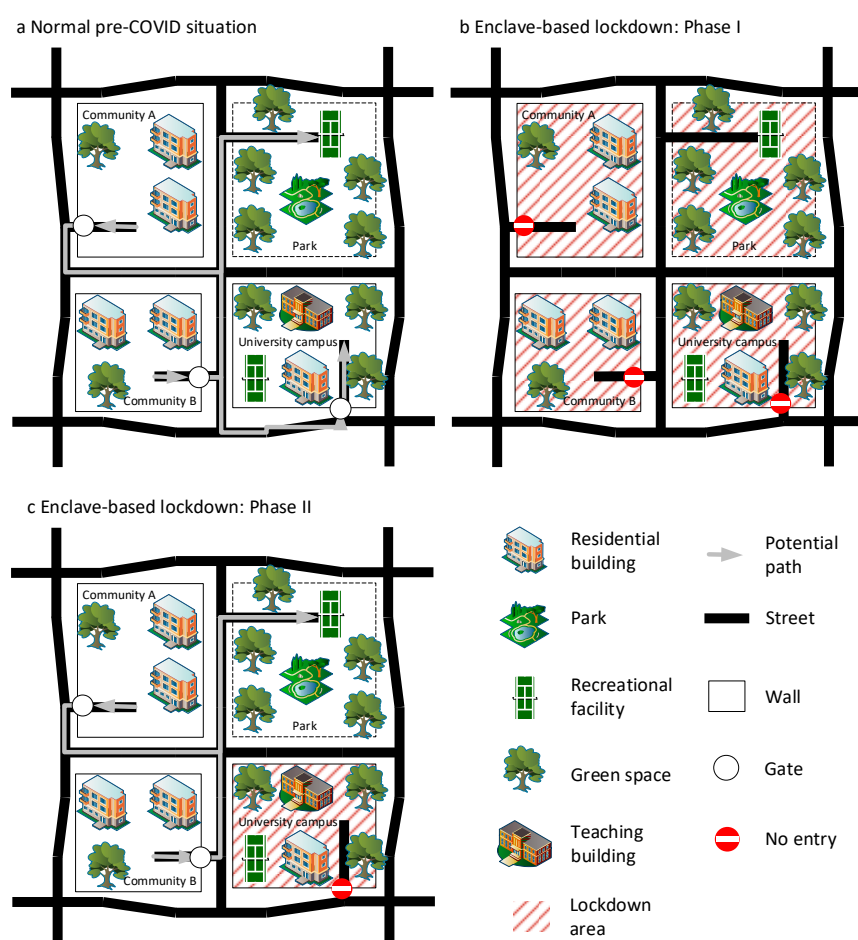 a Normal pre-COVID situation
b Enclave-based lockdown: Phase I
Community A
Park
University campus
Community B
Community A
Park
University campus
Community B
c Enclave-based lockdown: Phase II
Community A
Park
University campus
Community B
Residential
building
Potential
path
Park
Street
Recreational
facility
Wall
Green space
Gate
Teaching
building
No entry
Lockdown
area